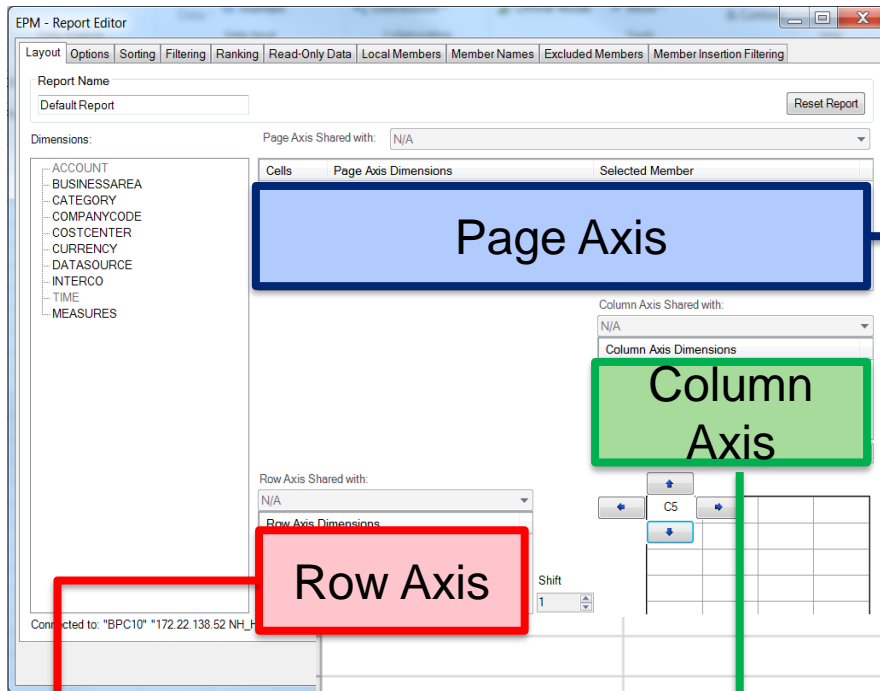 EPM - Report Editor
Layout Options Sorting Filtering Ranking Read-Only Data Local Members Member Names Excluded Members Member Insertion Filtering
Report Name
Default Report
Reset Report
Dimensions:
Page Axis Shared with: N/A
ACCOUNT
BUSINESSAREA
CATEGORY
COMPANYCODE
COSTCENTER
CURRENCY
DATASOURCE
INTERCO
TIME
MEASURES
Cells Page Axis Dimensions Selected Member
Page Axis
Column Axis Shared with:
N/A
Column Axis Dimensions
Column
Axis
Row Axis Shared with:
N/A
Row Axis Dimensions
Row Axis
Shift
1
C5
Connected to: "BPC10" "172.22.138.52 NH_